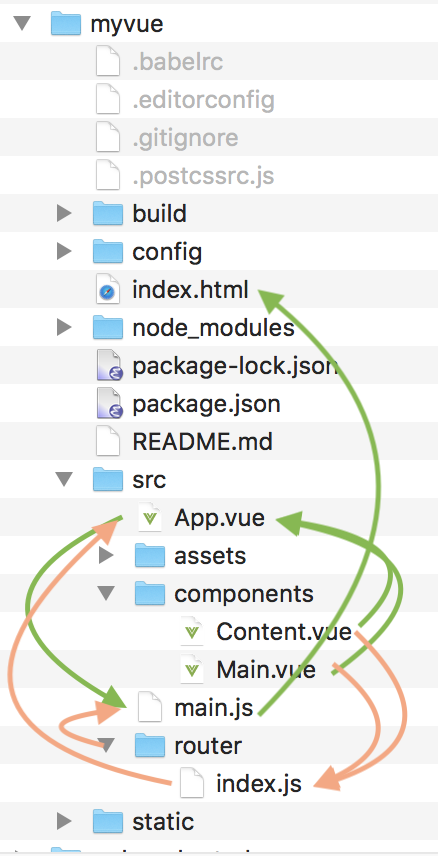 myvue
.babelrc
.editorconfig
.gitignore
.postcssrc.js
build
config
index.html
node_modules
package-lock.json
package.json
README.md
src
App.vue
assets
components
Content.vue
Main.vue
main.js
router
index.js
static